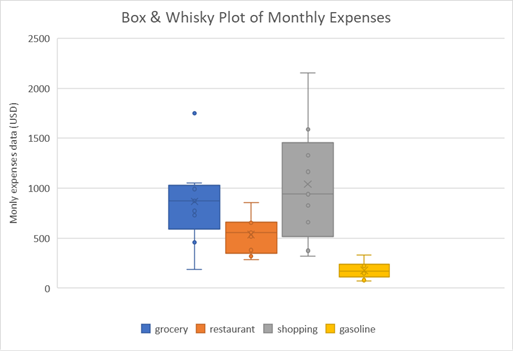 Box & Whisky Plot of Monthly Expenses
Monly expenses data (USD)
2500
2000
1500
1000
500
0
grocery restaurant shopping gasoline